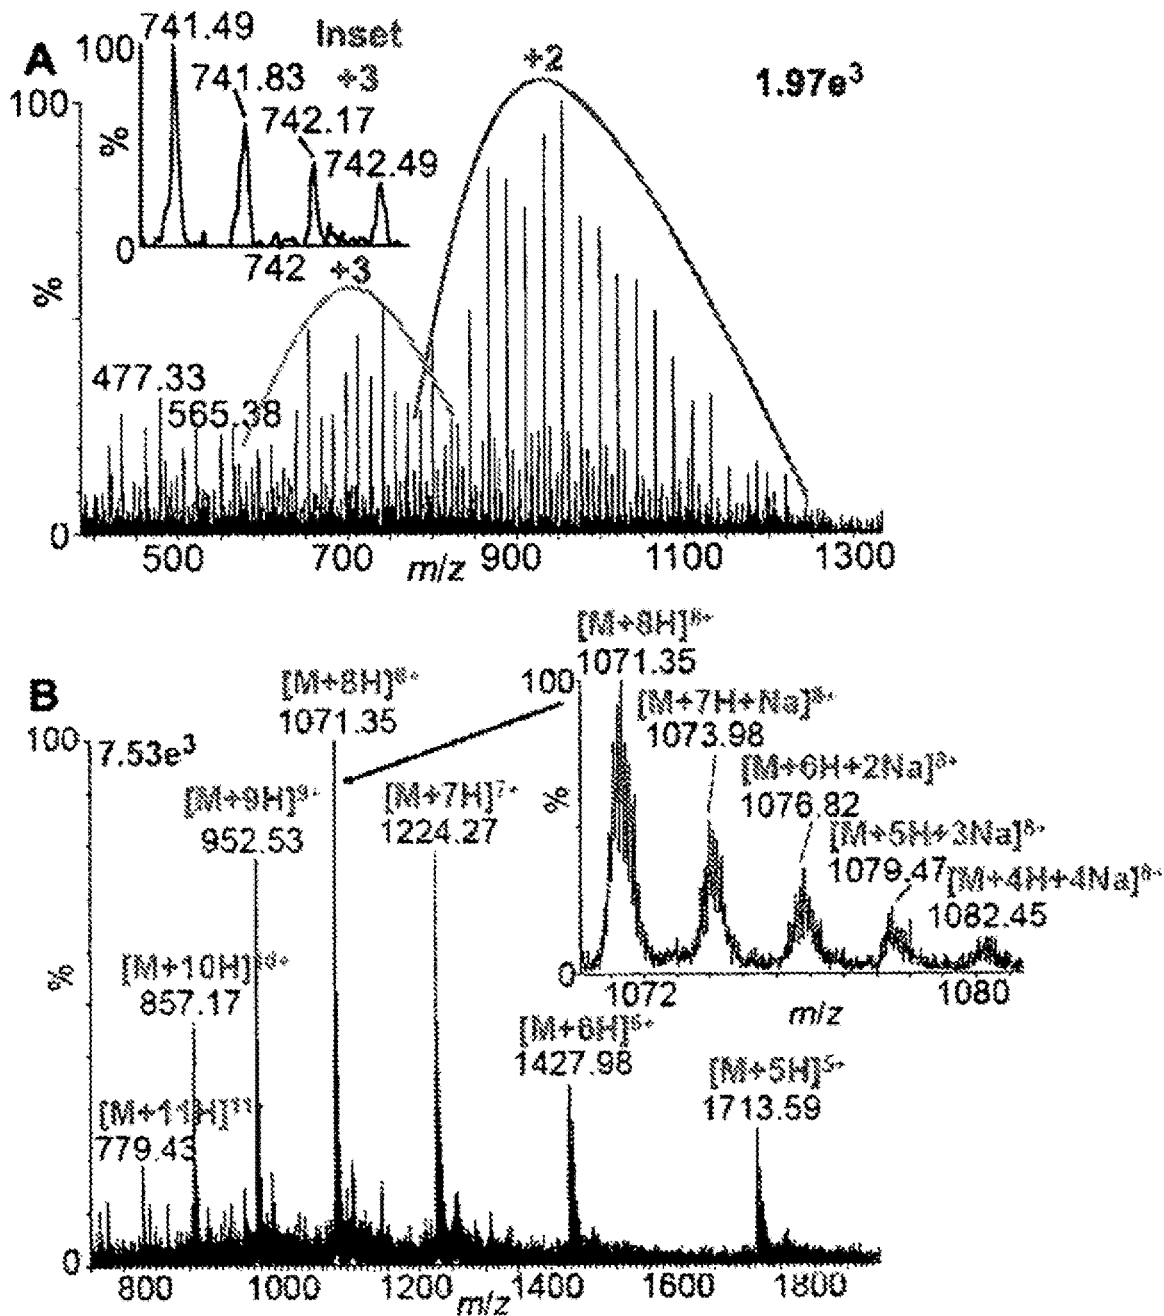 A
100
741.49
Inset
+3
741.83
742.17
742.49
%
0
742
+2
1.97e³
100
%
+3
477.33
565.38
0
500
700
m/z
900
1100
1300
B
100
7.53e³
[M+8H]⁸⁺
1071.35
[M+9H]⁹⁺
952.53
[M+7H]⁷⁺
1224.27
[M+10H]¹⁰⁺
857.17
[M+11H]¹¹⁺
779.43
[M+6H]⁶⁺
1427.98
[M+5H]⁵⁺
1713.59
%
0
800
1000
1200
m/z
1400
1600
1800
[M+8H]⁸⁺
1071.35
100
[M+7H+Na]⁸⁺
1073.98
[M+6H+2Na]⁸⁺
1076.82
[M+5H+3Na]⁸⁺
1079.47
[M+4H+4Na]⁸⁺
1082.45
%
0
1072
1080
m/z